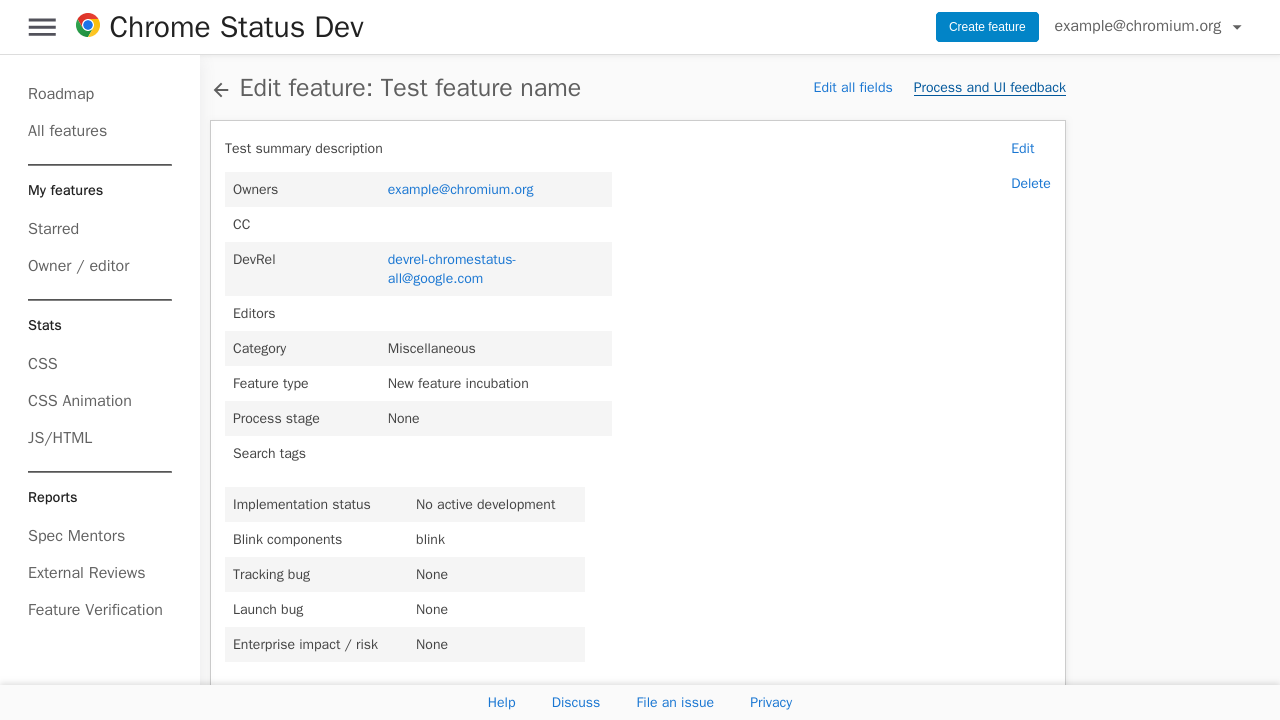 Chrome Status Dev
Create feature
example@chromium.org
Roadmap
All features
My features
Starred
Owner / editor
Stats
CSS
CSS Animation
JS/HTML
Reports
Spec Mentors
External Reviews
Feature Verification
Edit feature: Test feature name
Edit all fields
Process and UI feedback
Test summary description
Edit
Delete
Owners example@chromium.org
CC
DevRel devrel-chromestatus-
all@google.com
Editors
Category Miscellaneous
Feature type New feature incubation
Process stage None
Search tags
Implementation status No active development
Blink components blink
Tracking bug None
Launch bug None
Enterprise impact / risk None
Help Discuss File an issue Privacy